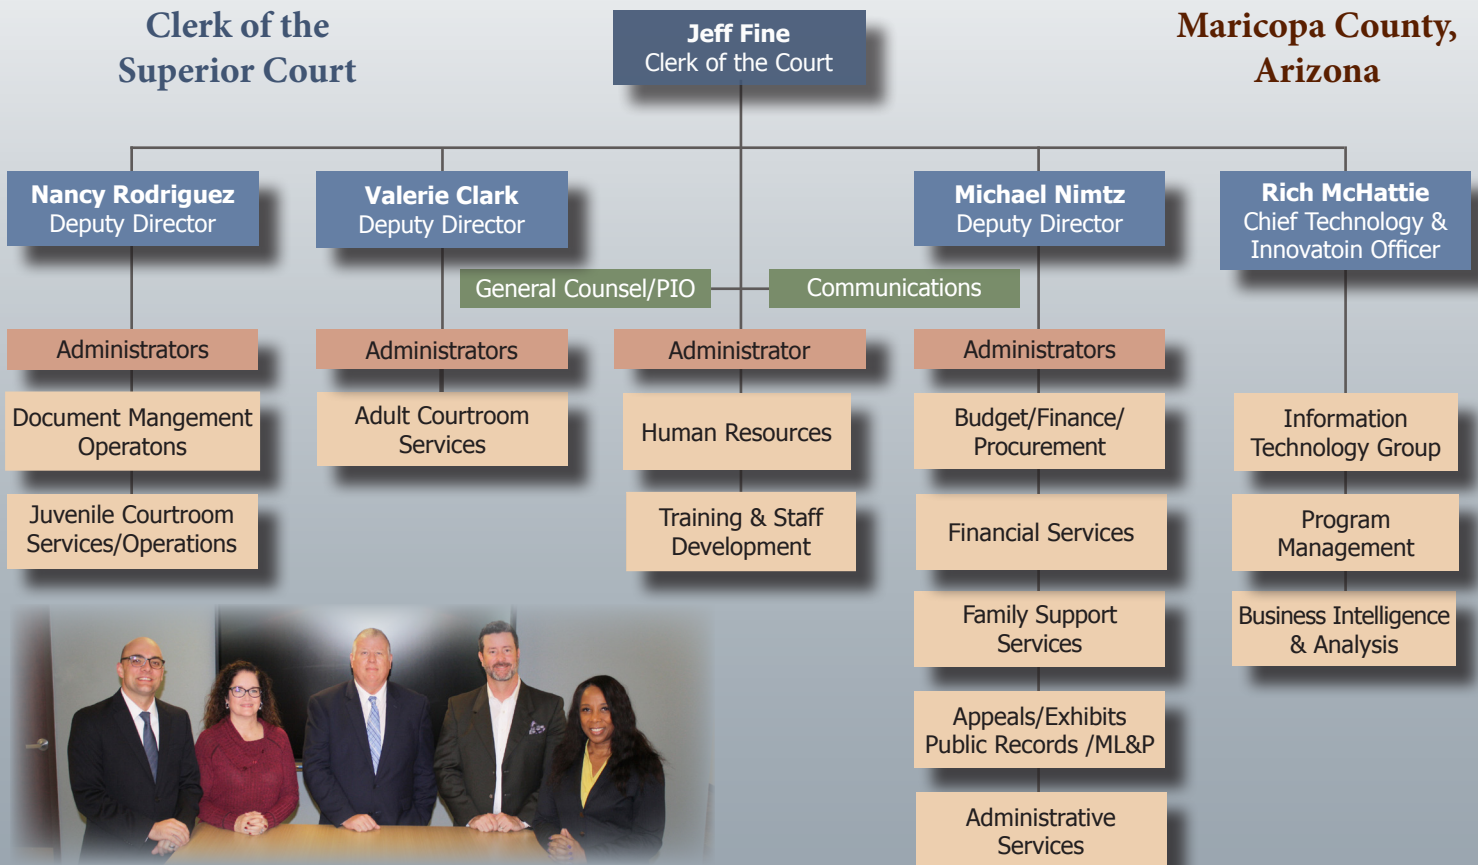 Clerk of the
Superior Court
Jeff Fine
Clerk of the Court
Maricopa County,
Arizona
Nancy Rodriguez
Deputy Director
Valerie Clark
Deputy Director
Michael Nimtz
Deputy Director
Rich McHattie
Chief Technology &
Innovatoin Officer
General Counsel/PIO
Communications
Administrators
Administrators
Administrator
Administrators
Document Mangement
Operatons
Adult Courtroom
Services
Human Resources
Budget/Finance/
Procurement
Information
Technology Group
Juvenile Courtroom
Services/Operations
Training & Staff
Development
Financial Services
Program
Management
Family Support
Services
Business Intelligence
& Analysis
Appeals/Exhibits
Public Records /ML&P
Administrative
Services